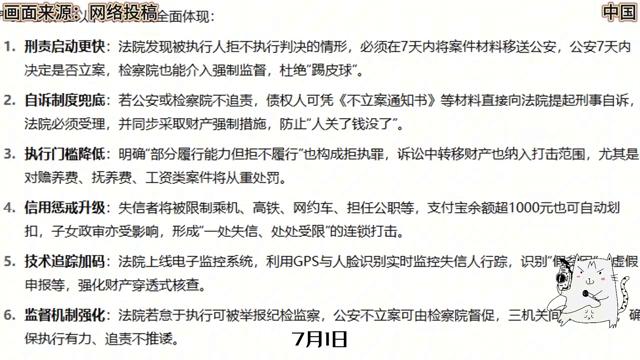 画面来源：网络投稿
中国
以 全面体现：
1. 刑责启动更快：法院发现被执行人拒不执行判决的情形，必须在7天内将案件材料移送公安，公安7天内
决定是否立案，检察院也能介入强制监督，杜绝“踢皮球”。
2. 自诉制度兜底：若公安或检察院不追责，债权人可凭《不立案通知书》等材料直接向法院提起刑事自诉，
法院必须受理，并同步采取财产强制措施，防止“人关了钱没了”。
3. 执行门槛降低：明确“部分履行能力但拒不履行”也构成拒执罪，诉讼中转移财产也纳入打击范围，尤其是
对赡养费、抚养费、工资类案件将从重处罚。
4. 信用惩戒升级：失信者将被限制乘机、高铁、网约车、担任公职等，支付宝余额超1000元也可自动划
扣，子女政审亦受影响，形成“一处失信、处处受限”的连锁打击。
5. 技术追踪加码：法院上线电子监控系统，利用GPS与人脸识别实时监控失信人行踪，识别“假 虚假
申报等，强化财产穿透式核查。
6. 监督机制强化：法院若怠于执行可被举报纪检监察，公安不立案可由检察院督促，三机关间 确
保执行有力、追责不推诿。
7月1日